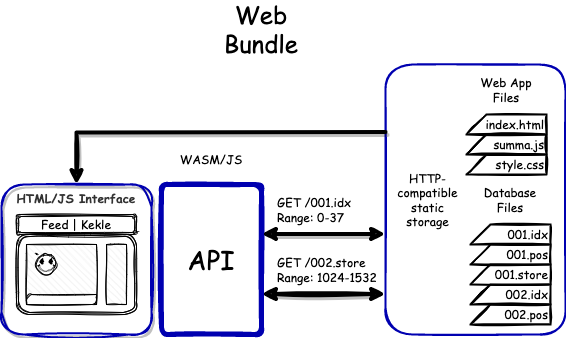 Web
Bundle
Web App
Files
index.html
summa.js
style.css
WASM/JS
HTML/JS Interface
Feed | Kekle
API
GET /001.idx
Range: 0-37
GET /002.store
Range: 1024-1532
HTTP-
compatible
static
storage
Database
Files
001.idx
001.pos
001.store
002.idx
002.pos